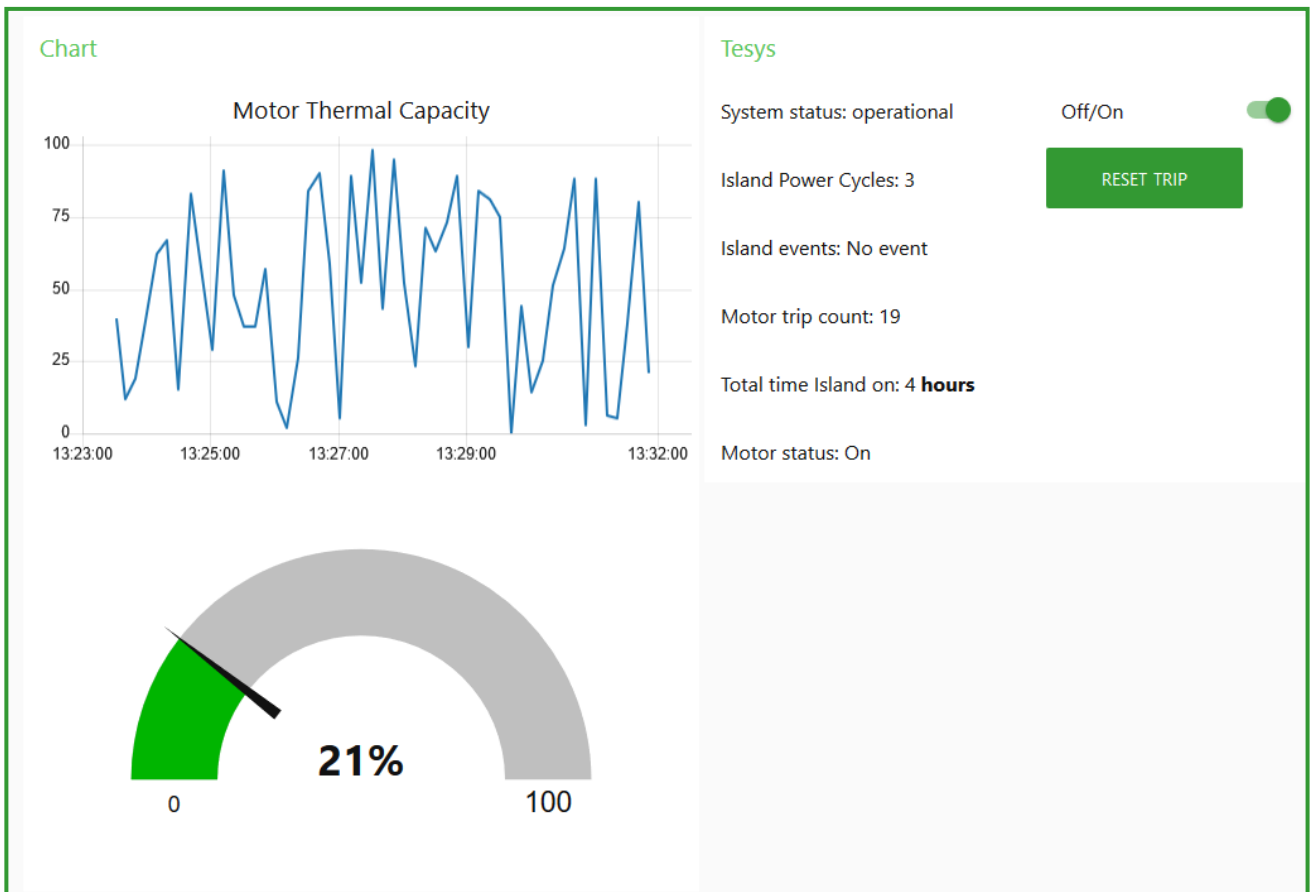 Chart
Motor Thermal Capacity
100
75
50
25
0
13:23:00 13:25:00 13:27:00 13:29:00 13:32:00
21%
0 100
Tesys
System status: operational Off/On
Island Power Cycles: 3 RESET TRIP
Island events: No event
Motor trip count: 19
Total time Island on: 4 hours
Motor status: On